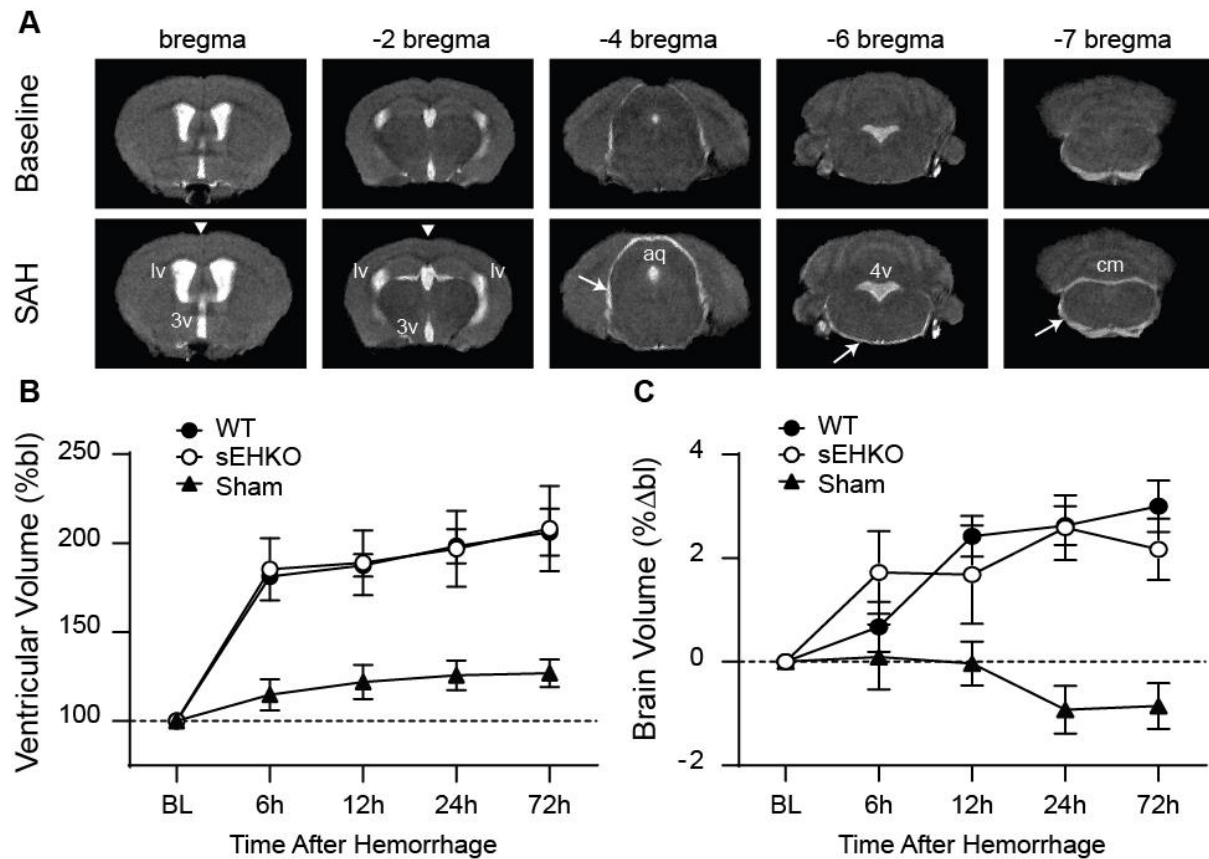 A
bregma
-2 bregma
-4 bregma
-6 bregma
-7 bregma
Baseline
SAH
lv
3v
lv
lv
3v
aq
4v
cm
B
WT
sEHKO
Sham
Ventricular Volume (%bl)
250
200
150
100
BL
6h
12h
24h
72h
Time After Hemorrhage
C
WT
sEHKO
Sham
Brain Volume (%Δbl)
4
2
0
-2
BL
6h
12h
24h
72h
Time After Hemorrhage